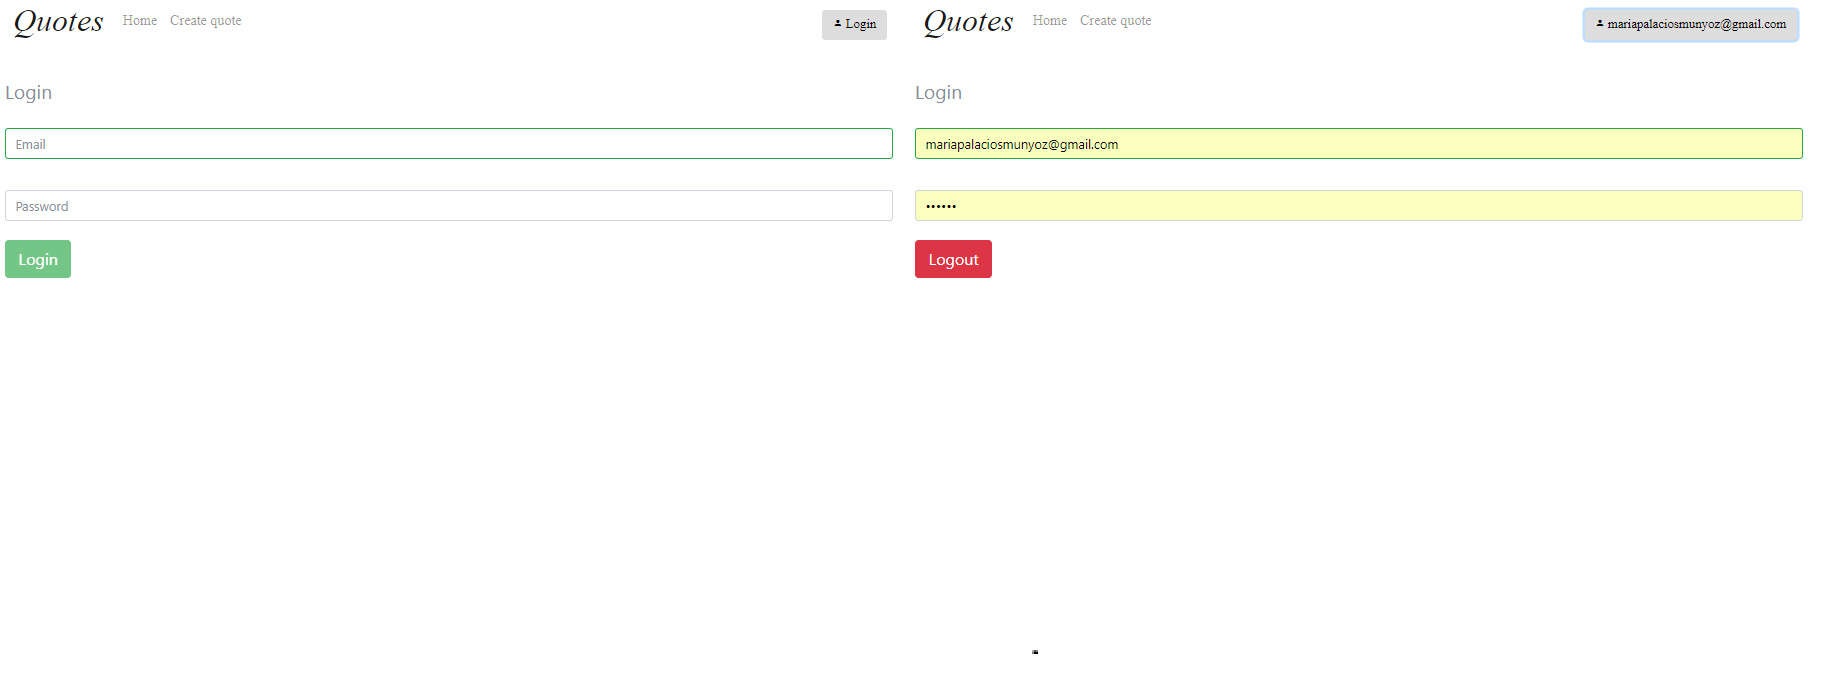 Quotes Home Create quote Login
Login
Email
Password
Login
Quotes Home Create quote mariapalaciosmunyoz@gmail.com
Login
mariapalaciosmunyoz@gmail.com
••••••
Logout